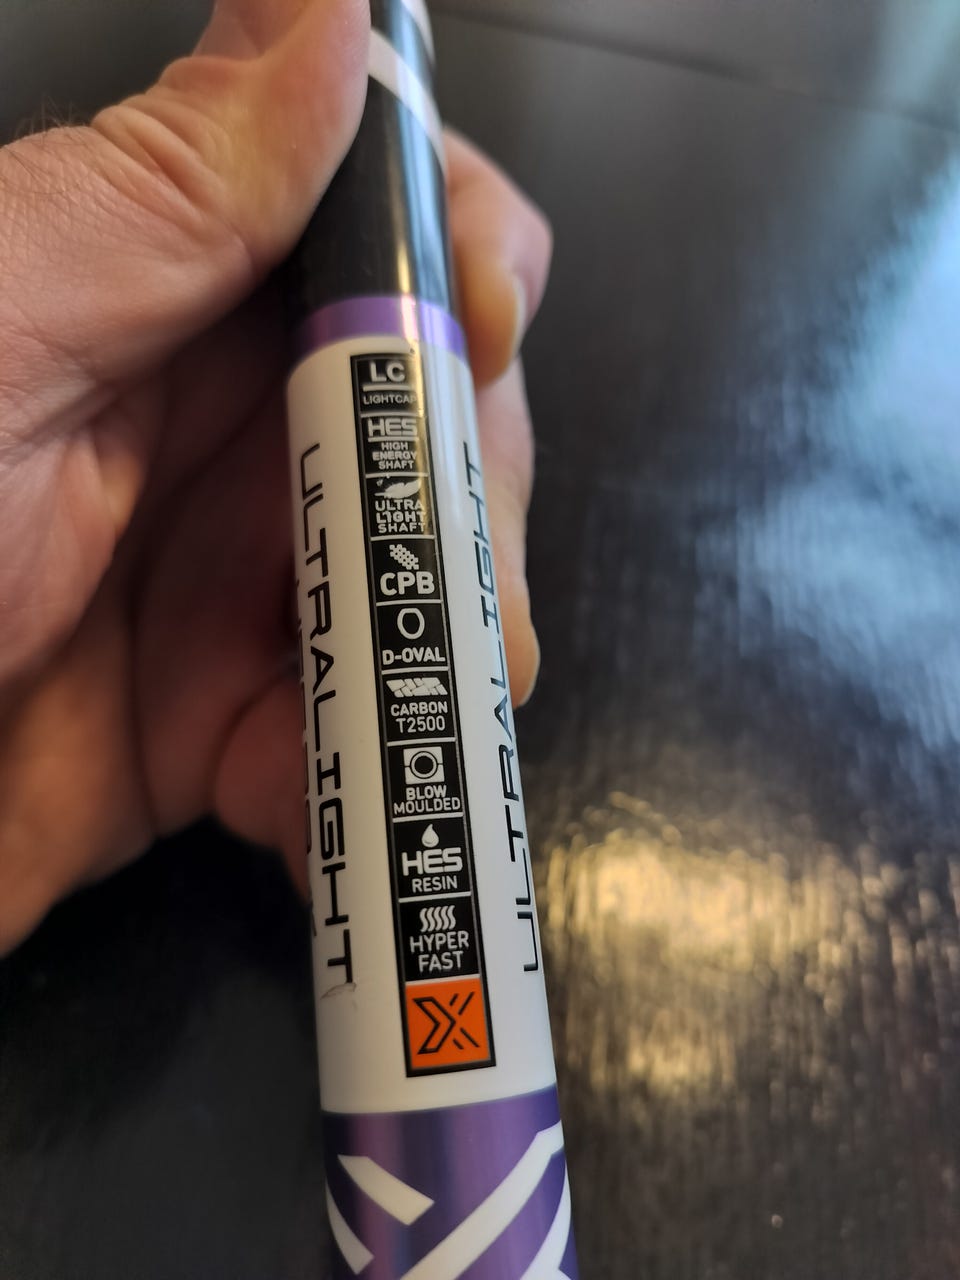 LC
LIGHTCAP
HES
HIGH
ENERGY
SHAFT
ULTRA
LIGHT
SHAFT
CPB
D-OVAL
CARBON
T2500
BLOW
MOULDED
HES
RESIN
HYPER
FAST
X
ULTRALIGHT
ULTRALIGHT